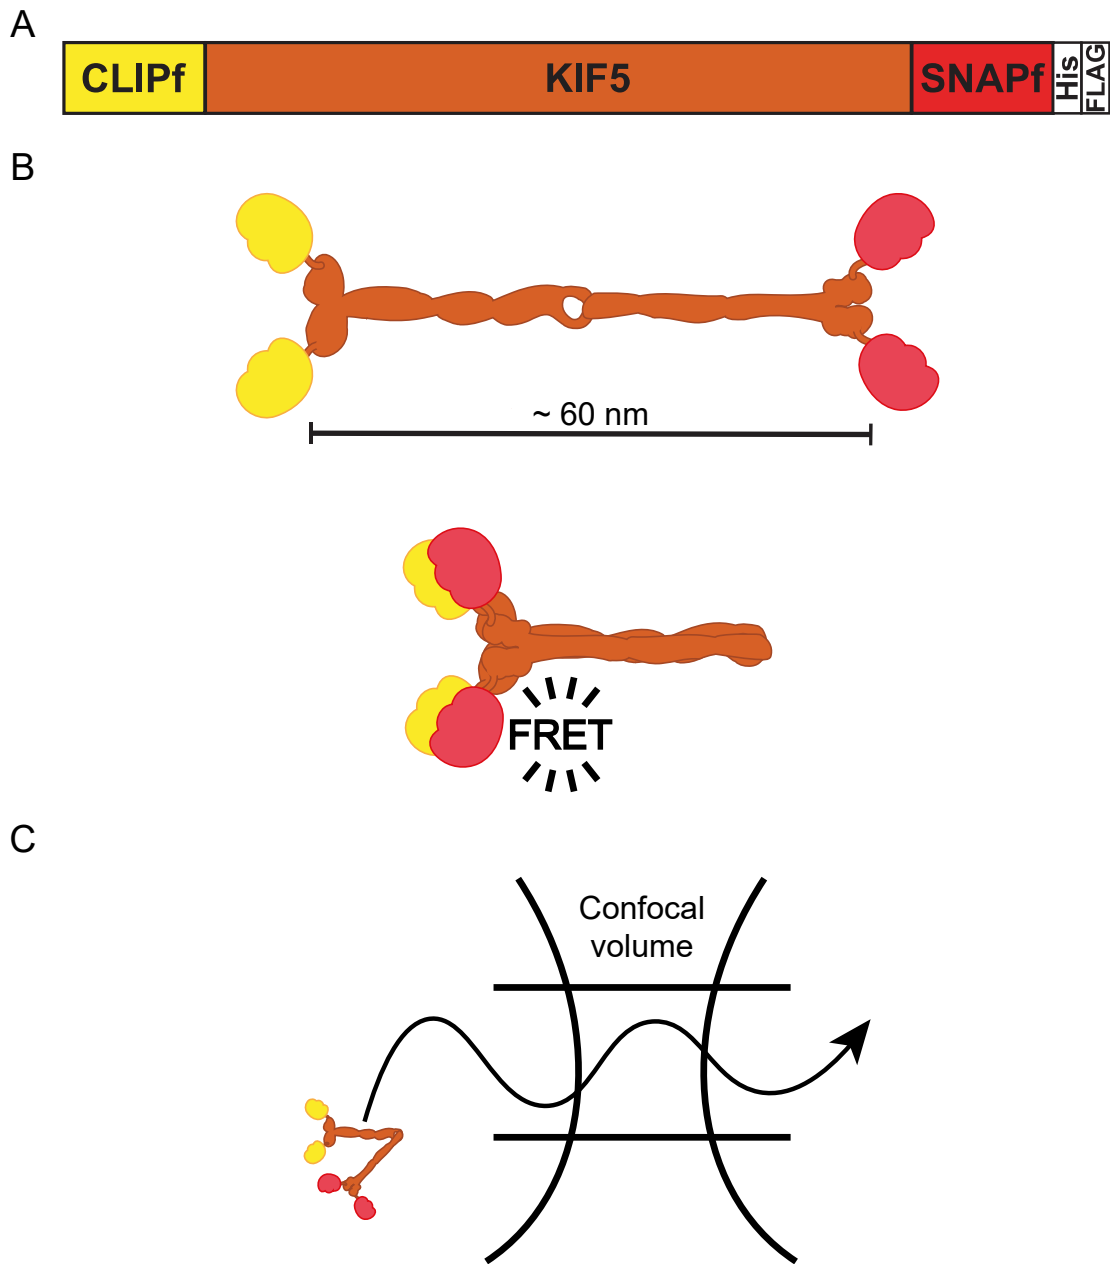 A
CLIPf
KIF5
SNAPf
His
FLAG
B
~ 60 nm
FRET
C
Confocal
volume